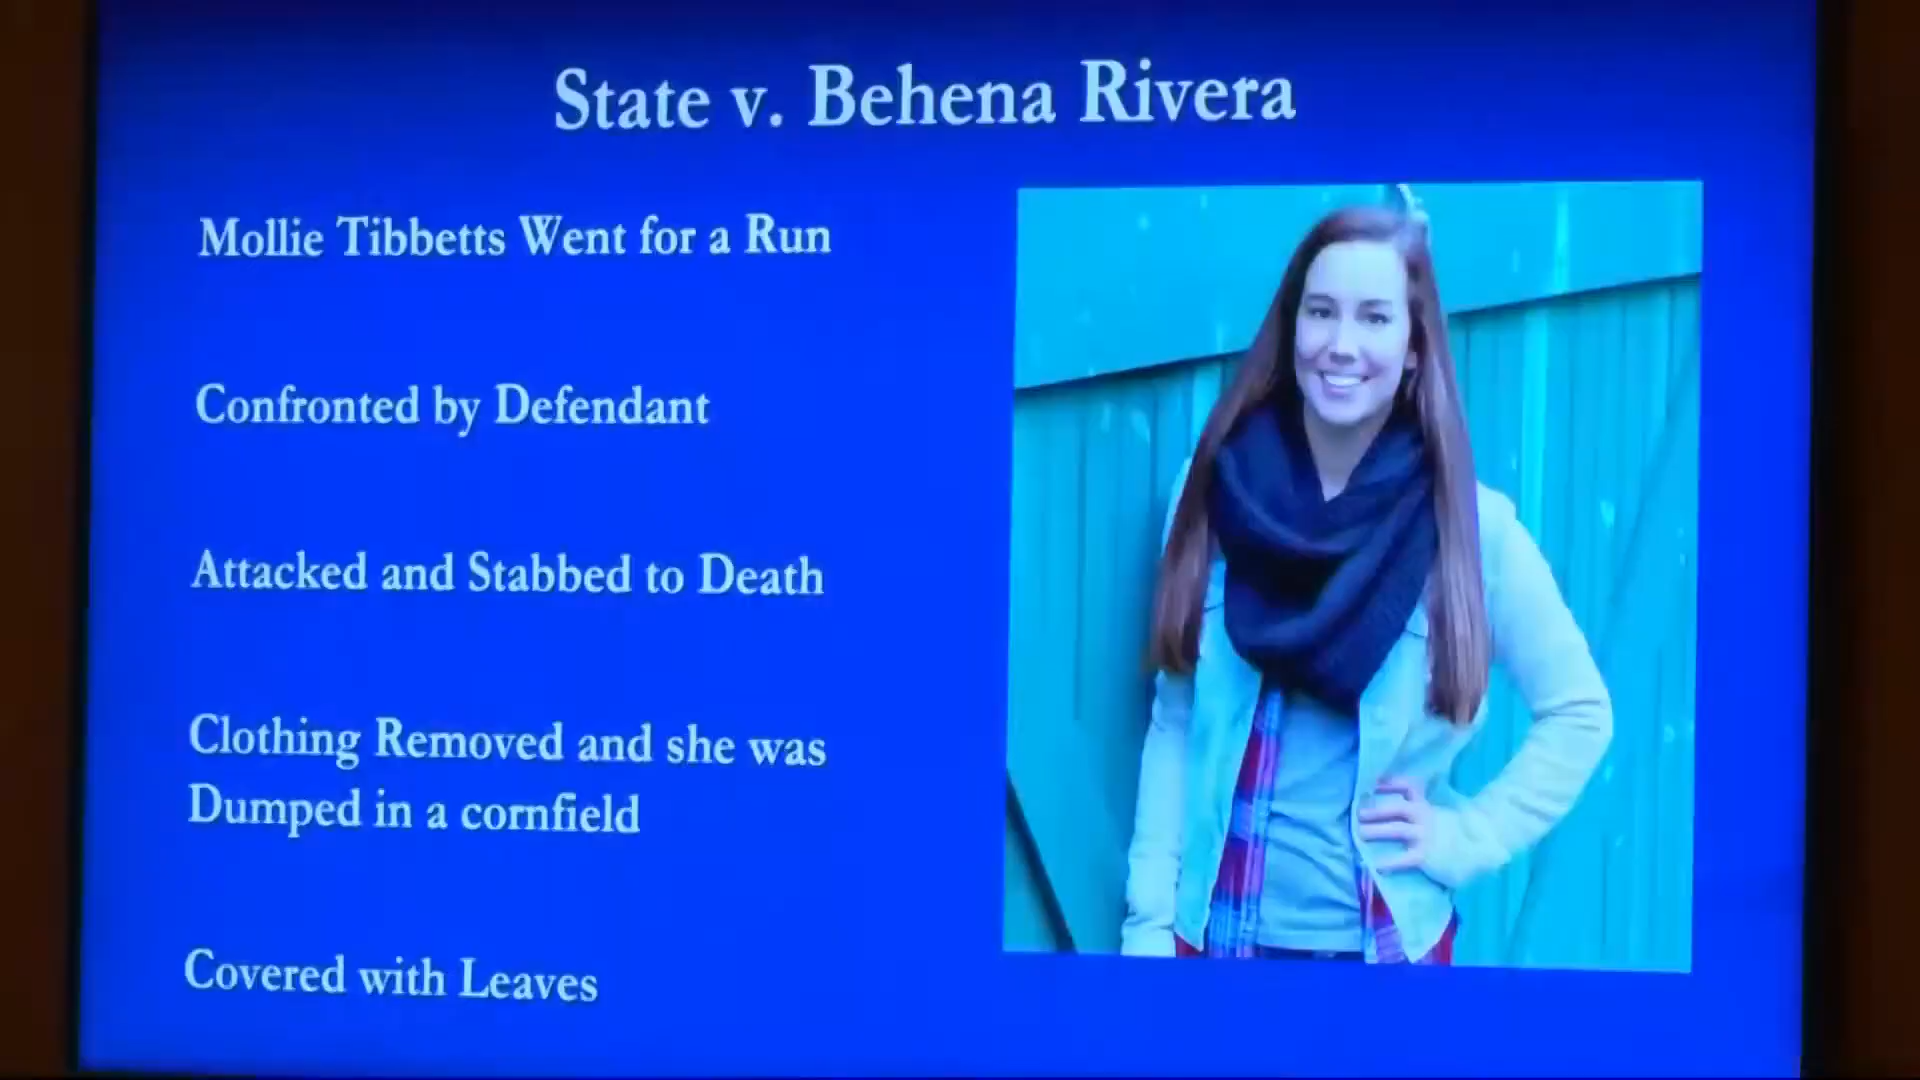 State v. Behena Rivera
Mollie Tibbetts Went for a Run
Confronted by Defendant
Attacked and Stabbed to Death
Clothing Removed and she was
Dumped in a cornfield
Covered with Leaves